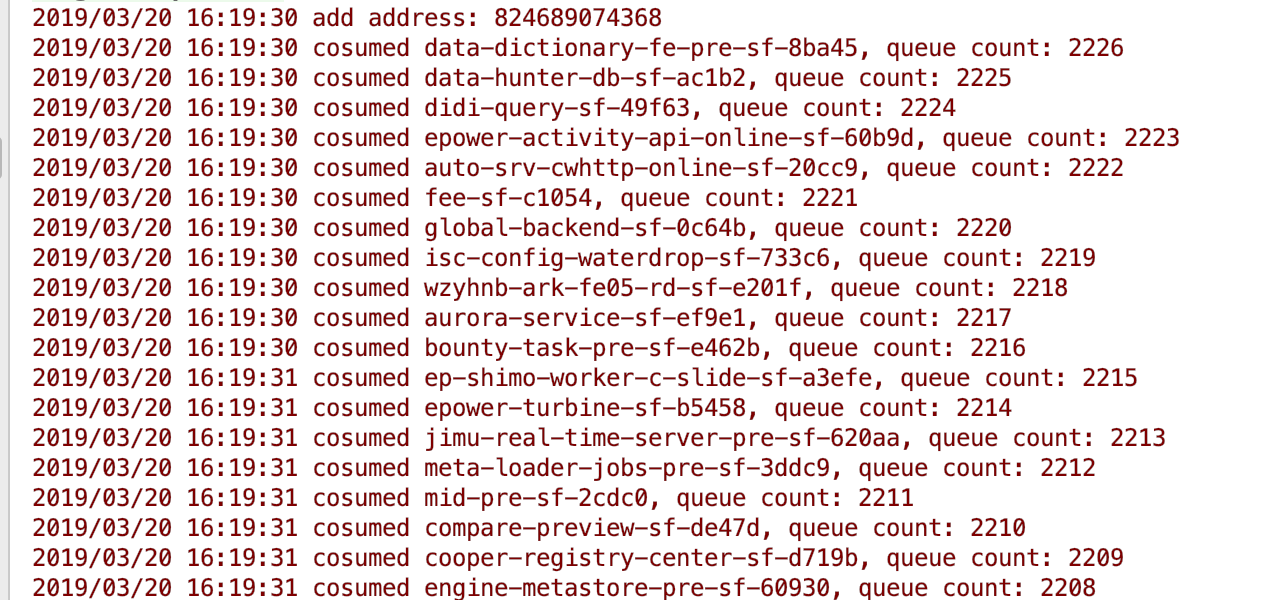 2019/03/20 16:19:30 add address: 824689074368
2019/03/20 16:19:30 cosumed data-dictionary-fe-pre-sf-8ba45, queue count: 2226
2019/03/20 16:19:30 cosumed data-hunter-db-sf-ac1b2, queue count: 2225
2019/03/20 16:19:30 cosumed didi-query-sf-49f63, queue count: 2224
2019/03/20 16:19:30 cosumed epower-activity-api-online-sf-60b9d, queue count: 2223
2019/03/20 16:19:30 cosumed auto-srv-cwhttp-online-sf-20cc9, queue count: 2222
2019/03/20 16:19:30 cosumed fee-sf-c1054, queue count: 2221
2019/03/20 16:19:30 cosumed global-backend-sf-0c64b, queue count: 2220
2019/03/20 16:19:30 cosumed isc-config-waterdrop-sf-733c6, queue count: 2219
2019/03/20 16:19:30 cosumed wzyhnb-ark-fe05-rd-sf-e201f, queue count: 2218
2019/03/20 16:19:30 cosumed aurora-service-sf-ef9e1, queue count: 2217
2019/03/20 16:19:30 cosumed bounty-task-pre-sf-e462b, queue count: 2216
2019/03/20 16:19:31 cosumed ep-shimo-worker-c-slide-sf-a3efe, queue count: 2215
2019/03/20 16:19:31 cosumed epower-turbine-sf-b5458, queue count: 2214
2019/03/20 16:19:31 cosumed jimu-real-time-server-pre-sf-620aa, queue count: 2213
2019/03/20 16:19:31 cosumed meta-loader-jobs-pre-sf-3ddc9, queue count: 2212
2019/03/20 16:19:31 cosumed mid-pre-sf-2cdc0, queue count: 2211
2019/03/20 16:19:31 cosumed compare-preview-sf-de47d, queue count: 2210
2019/03/20 16:19:31 cosumed cooper-registry-center-sf-d719b, queue count: 2209
2019/03/20 16:19:31 cosumed engine-metastore-pre-sf-60930, queue count: 2208